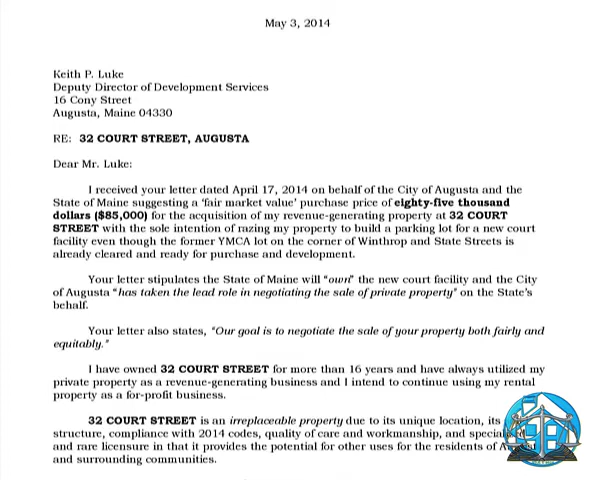 May 3, 2014
Keith P. Luke
Deputy Director of Development Services
16 Cony Street
Augusta, Maine 04330
RE: 32 COURT STREET, AUGUSTA
Dear Mr. Luke:
I received your letter dated April 17, 2014 on behalf of the City of Augusta and the
State of Maine suggesting a 'fair market value' purchase price of eighty-five thousand
dollars ($85,000) for the acquisition of my revenue-generating property at 32 COURT
STREET with the sole intention of razing my property to build a parking lot for a new court
facility even though the former YMCA lot on the corner of Winthrop and State Streets is
already cleared and ready for purchase and development.
Your letter stipulates the State of Maine will "own" the new court facility and the City
of Augusta "has taken the lead role in negotiating the sale of private property" on the State's
behalf.
Your letter also states, "Our goal is to negotiate the sale of your property both fairly and
equitably."
I have owned 32 COURT STREET for more than 16 years and have always utilized my
private property as a revenue-generating business and I intend to continue using my rental
property as a for-profit business.
32 COURT STREET is an irreplaceable property due to its unique location, its
structure, compliance with 2014 codes, quality of care and workmanship, and
and rare licensure in that it provides the potential for other uses for the residents of
and surrounding communities.